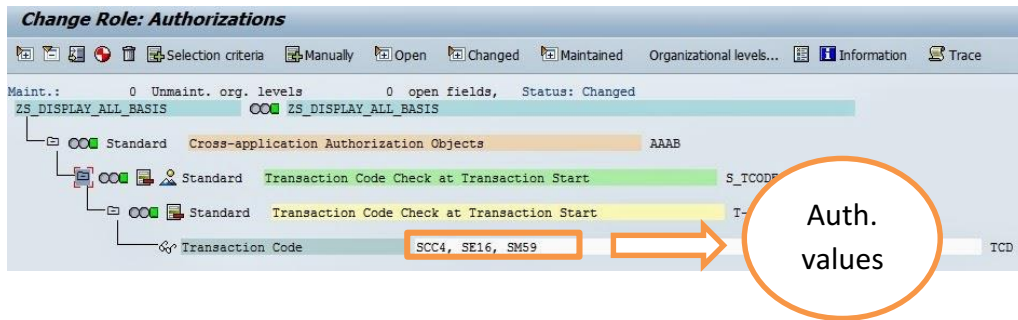 Change Role: Authorizations
Selection criteria Manually Open Changed Maintained Organizational levels... Information Trace
Maint.: 0 Unmaint. org. levels 0 open fields, Status: Changed
ZS_DISPLAY_ALL_BASIS ZS_DISPLAY_ALL_BASIS
Standard Cross-application Authorization Objects AAAB
Standard Transaction Code Check at Transaction Start S_TCODE
Standard Transaction Code Check at Transaction Start T-
Transaction Code SCC4, SE16, SM59 TCD
Auth.
values